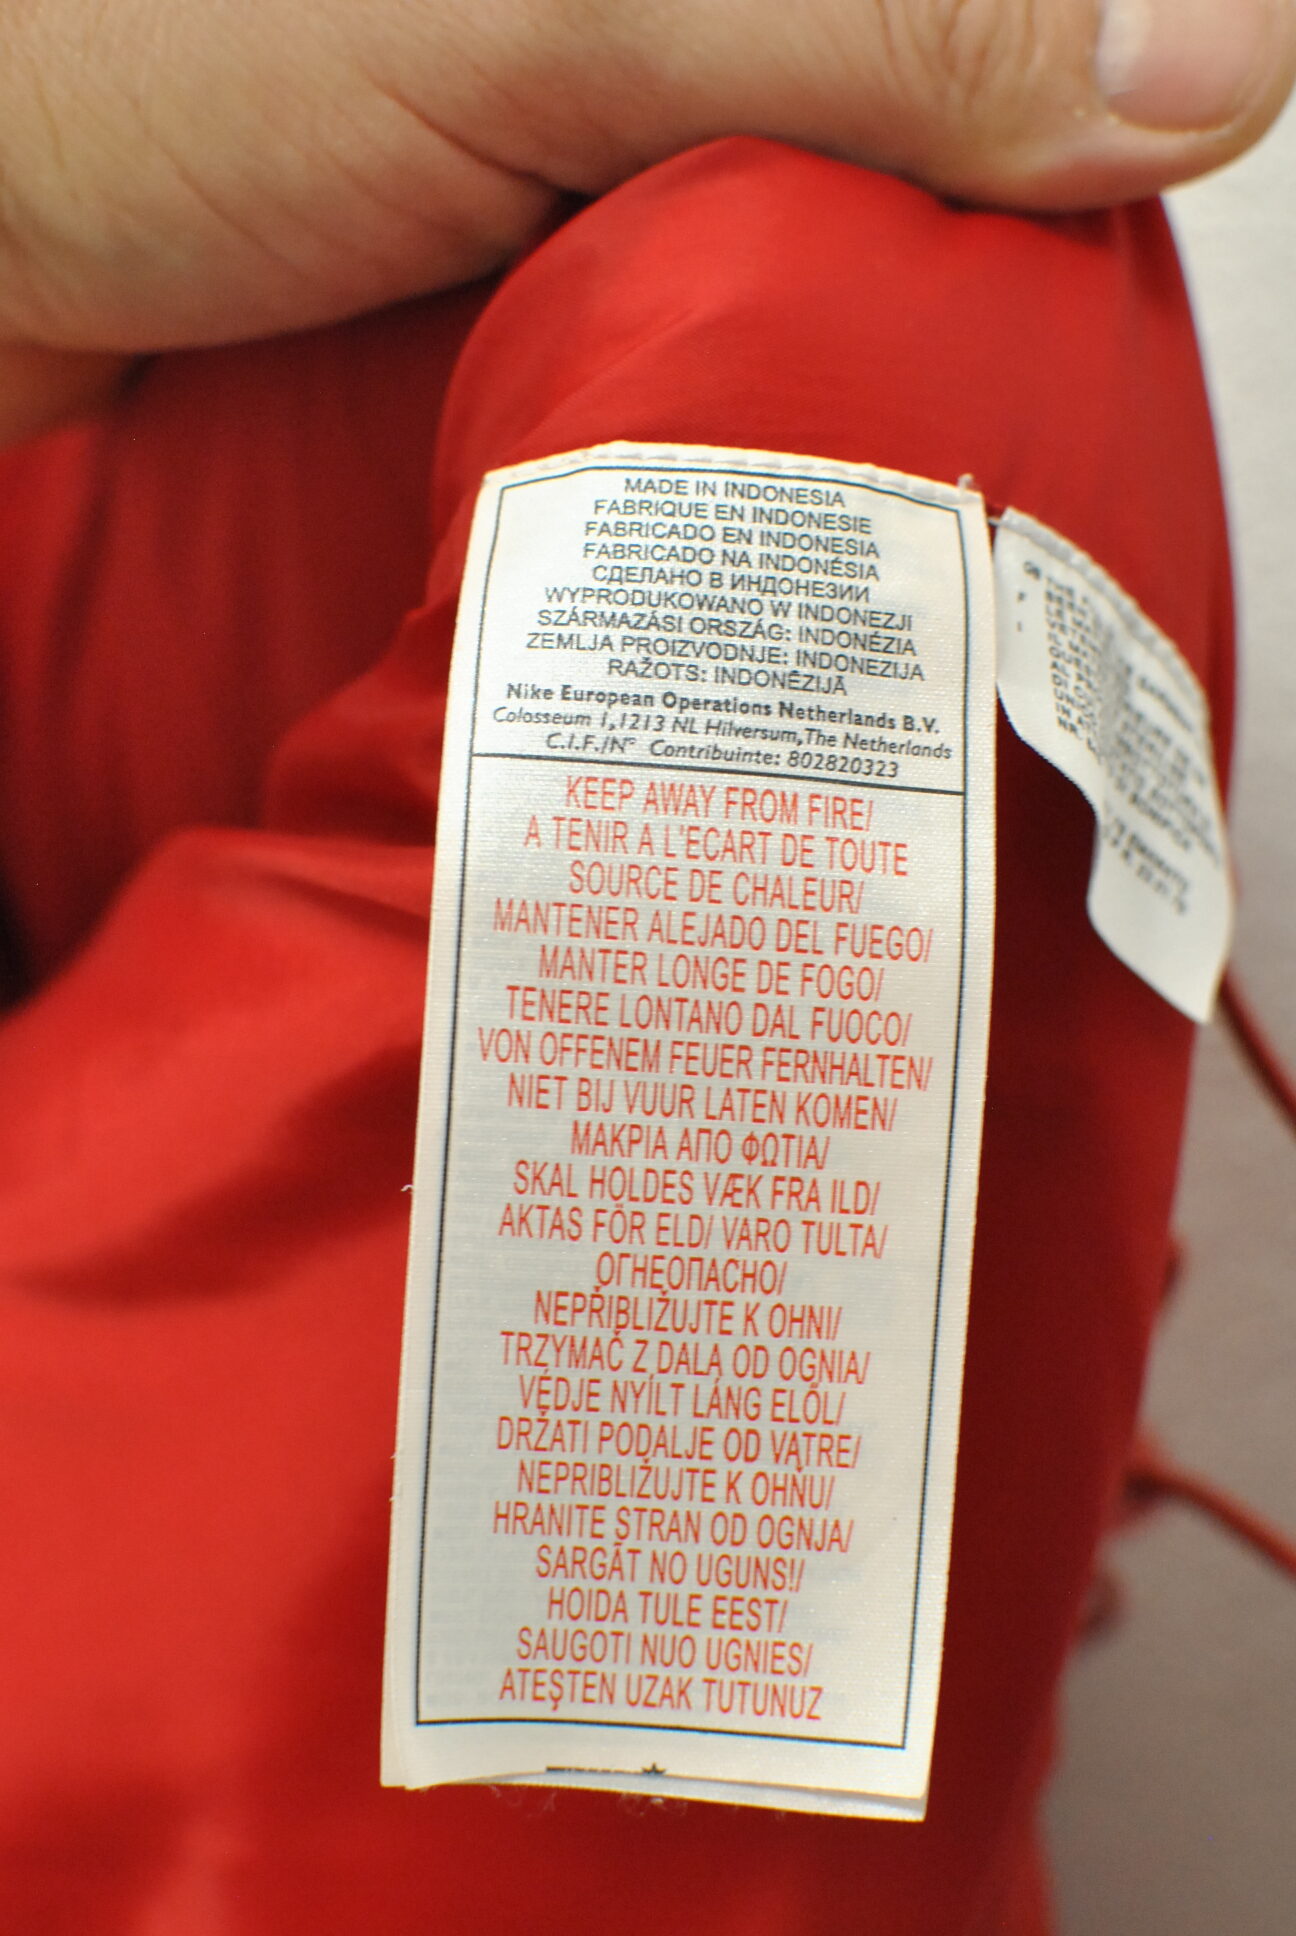 MADE IN INDONESIA
FABRIQUE EN INDONESIE
FABRICADO EN INDONESIA
FABRICADO NA INDONÉSIA
СДЕЛАНО В ИНДОНЕЗИИ
WYPRODUKOWANO W INDONEZJI
SZÁRMAZÁSI ORSZÁG: INDONÉZIA
ZEMLJA PROIZVODNJE: INDONEZIJA
RAŽOTS: INDONĒZIJĀ
Nike European Operations Netherlands B.V.
Colosseum 1, 1213 NL Hilversum, The Netherlands
C.I.F./N° Contribuinte: 802820323
KEEP AWAY FROM FIRE/
A TENIR A L'ECART DE TOUTE
SOURCE DE CHALEUR/
MANTENER ALEJADO DEL FUEGO/
MANTER LONGE DE FOGO/
TENERE LONTANO DAL FUOCO/
VON OFFENEM FEUER FERNHALTEN/
NIET BIJ VUUR LATEN KOMEN/
ΜΑΚΡΙΑ ΑΠΟ ΦΩΤΙΑ/
SKAL HOLDES VÆK FRA ILD/
AKTAS FÖR ELD/ VARO TULTA/
ОГНЕОПАСНО/
NEPŘIBLIŽUJTE K OHNI/
TRZYMAČ Z DALA OD OGNIA/
VÉDJE NYÍLT LÁNG ELŐL/
DRŽATI PODALJE OD VATRE/
NEPRIBLIŽUJTE K OHŇU/
HRANITE STRAN OD OGNJA/
SARGĀT NO UGUNS!/
HOIDA TULE EEST/
SAUGOTI NUO UGNIES/
ATEŞTEN UZAK TUTUNUZ